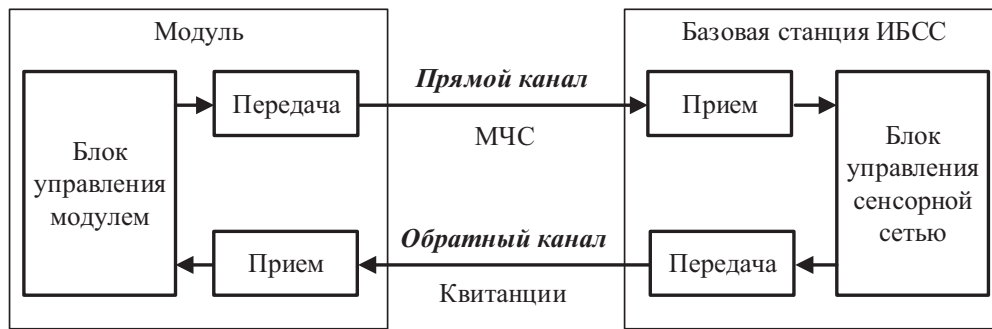 Модуль
Базовая станция ИБСС
Передача
Прямой канал
Прием
МЧС
Блок
управления
модулем
Блок
управления
сенсорной
сетью
Прием
Обратный канал
Передача
Квитанции